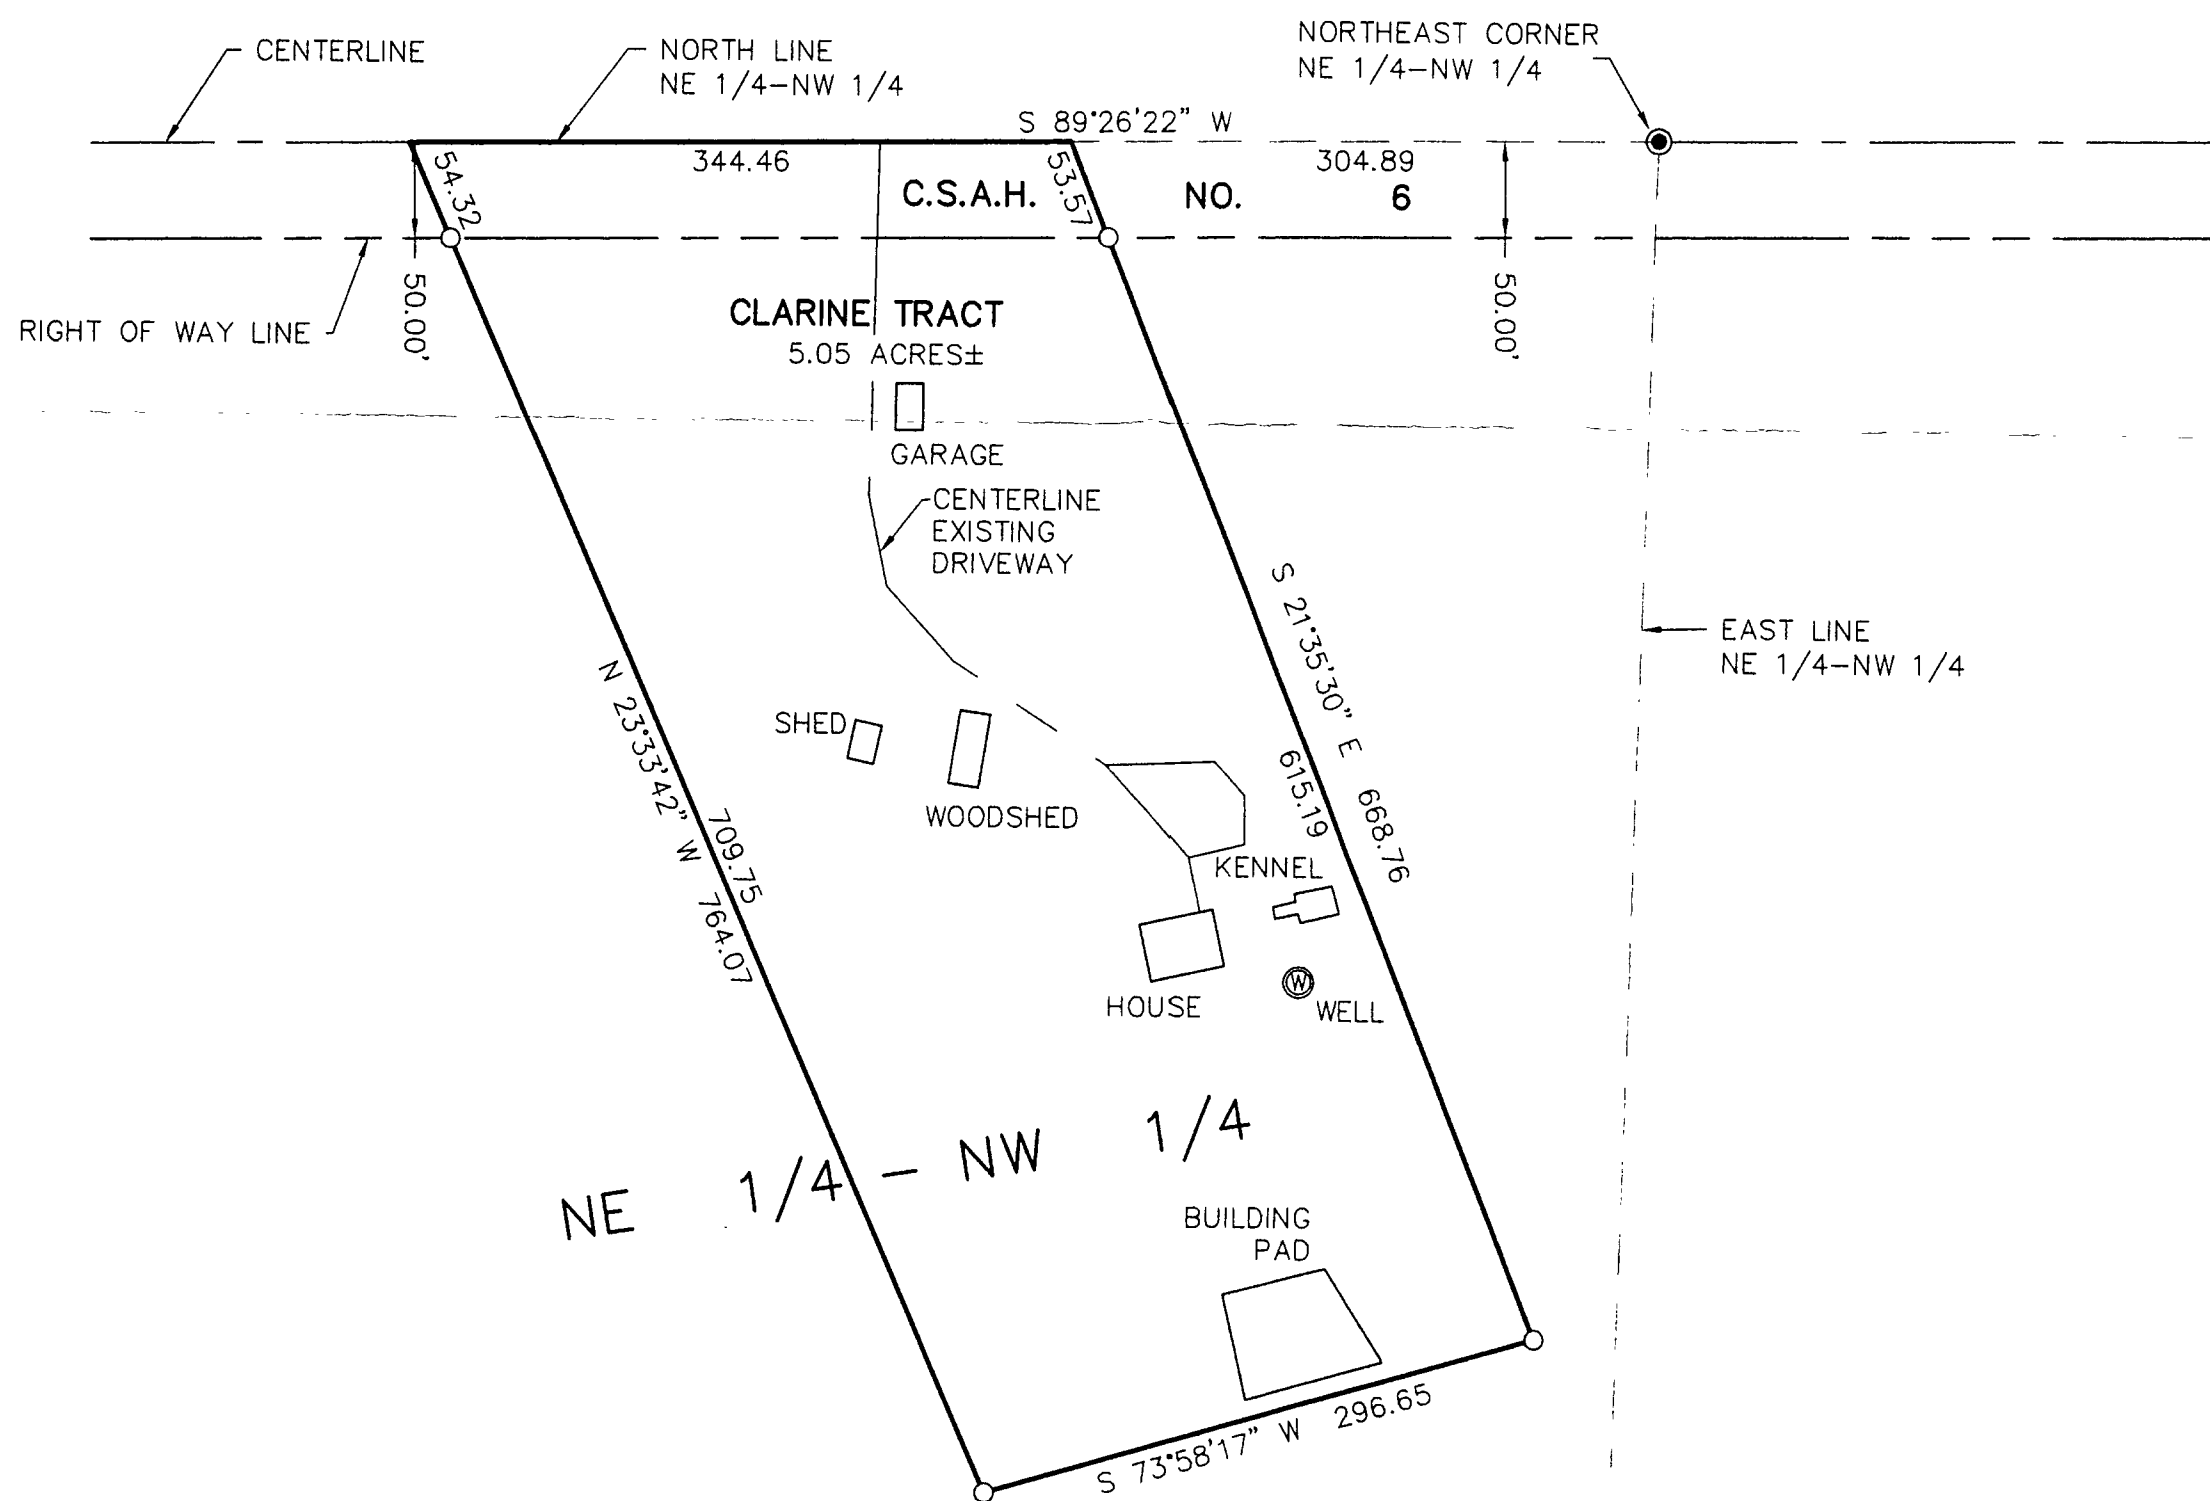 CENTERLINE
NORTH LINE
NE 1/4-NW 1/4
NORTHEAST CORNER
NE 1/4-NW 1/4
S 89°26'22" W
344.46
304.89
54.32
53.57
C.S.A.H. NO. 6
50.00'
50.00'
RIGHT OF WAY LINE
CLARINE TRACT
5.05 ACRES±
GARAGE
CENTERLINE
EXISTING
DRIVEWAY
S 21°35'30" E 668.76
615.19
EAST LINE
NE 1/4-NW 1/4
N 23°33'42" W 764.07
709.75
SHED
WOODSHED
KENNEL
HOUSE
W
WELL
NE 1/4 - NW 1/4
BUILDING
PAD
S 73°58'17" W 296.65